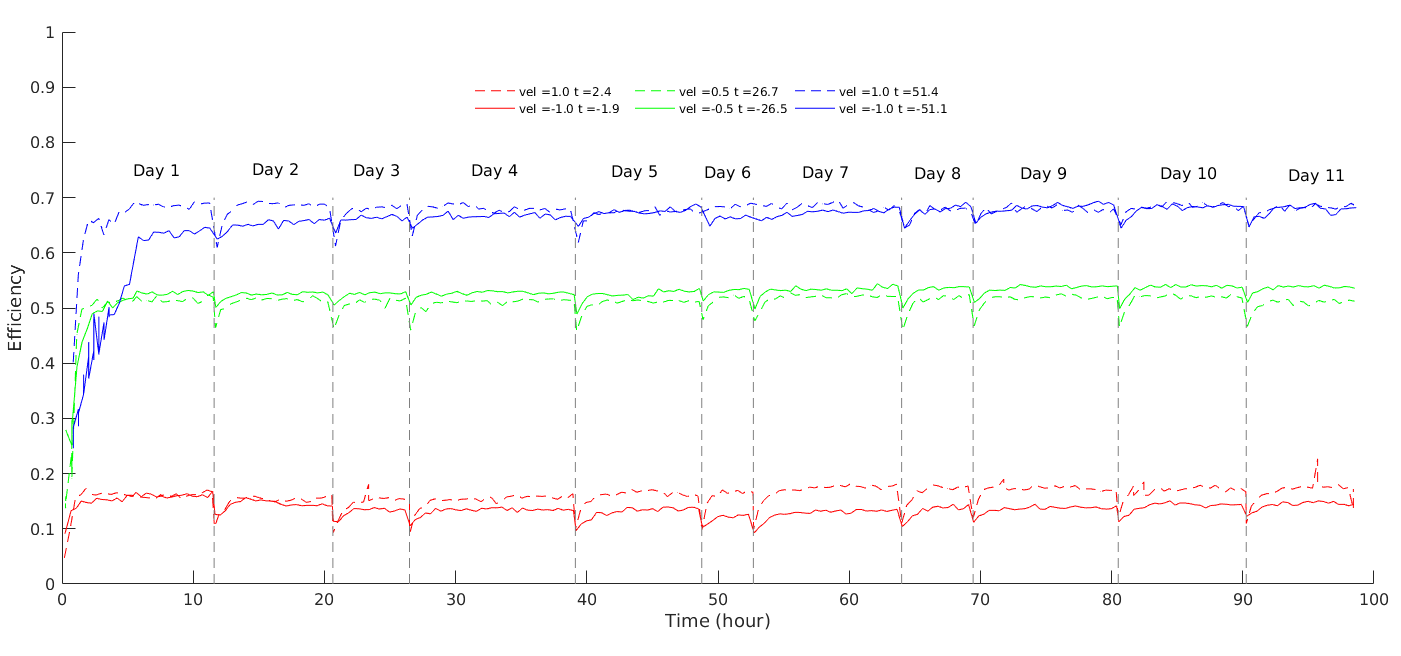 1
0.9
vel =1.0 t =2.4 vel =0.5 t =26.7 vel =1.0 t =51.4
vel =-1.0 t =-1.9 vel =-0.5 t =-26.5 vel =-1.0 t =-51.1
0.8
Day 1 Day 2 Day 3 Day 4 Day 5 Day 6 Day 7 Day 8 Day 9 Day 10 Day 11
0.7
0.6
0.5
Efficiency
0.4
0.3
0.2
0.1
0
0 10 20 30 40 50 60 70 80 90 100
Time (hour)